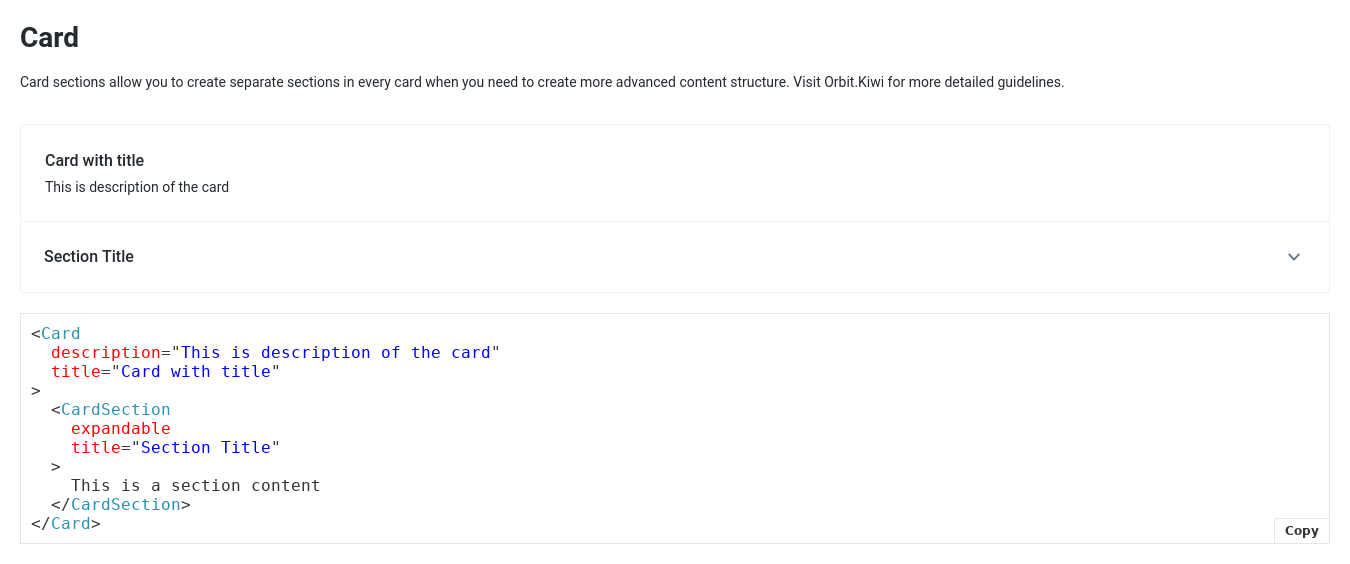 Card
Card sections allow you to create separate sections in every card when you need to create more advanced content structure. Visit Orbit.Kiwi for more detailed guidelines.
Card with title
This is description of the card
Section Title
<Card
  description="This is description of the card"
  title="Card with title"
>
  <CardSection
    expandable
    title="Section Title"
  >
    This is a section content
  </CardSection>
</Card>
Copy